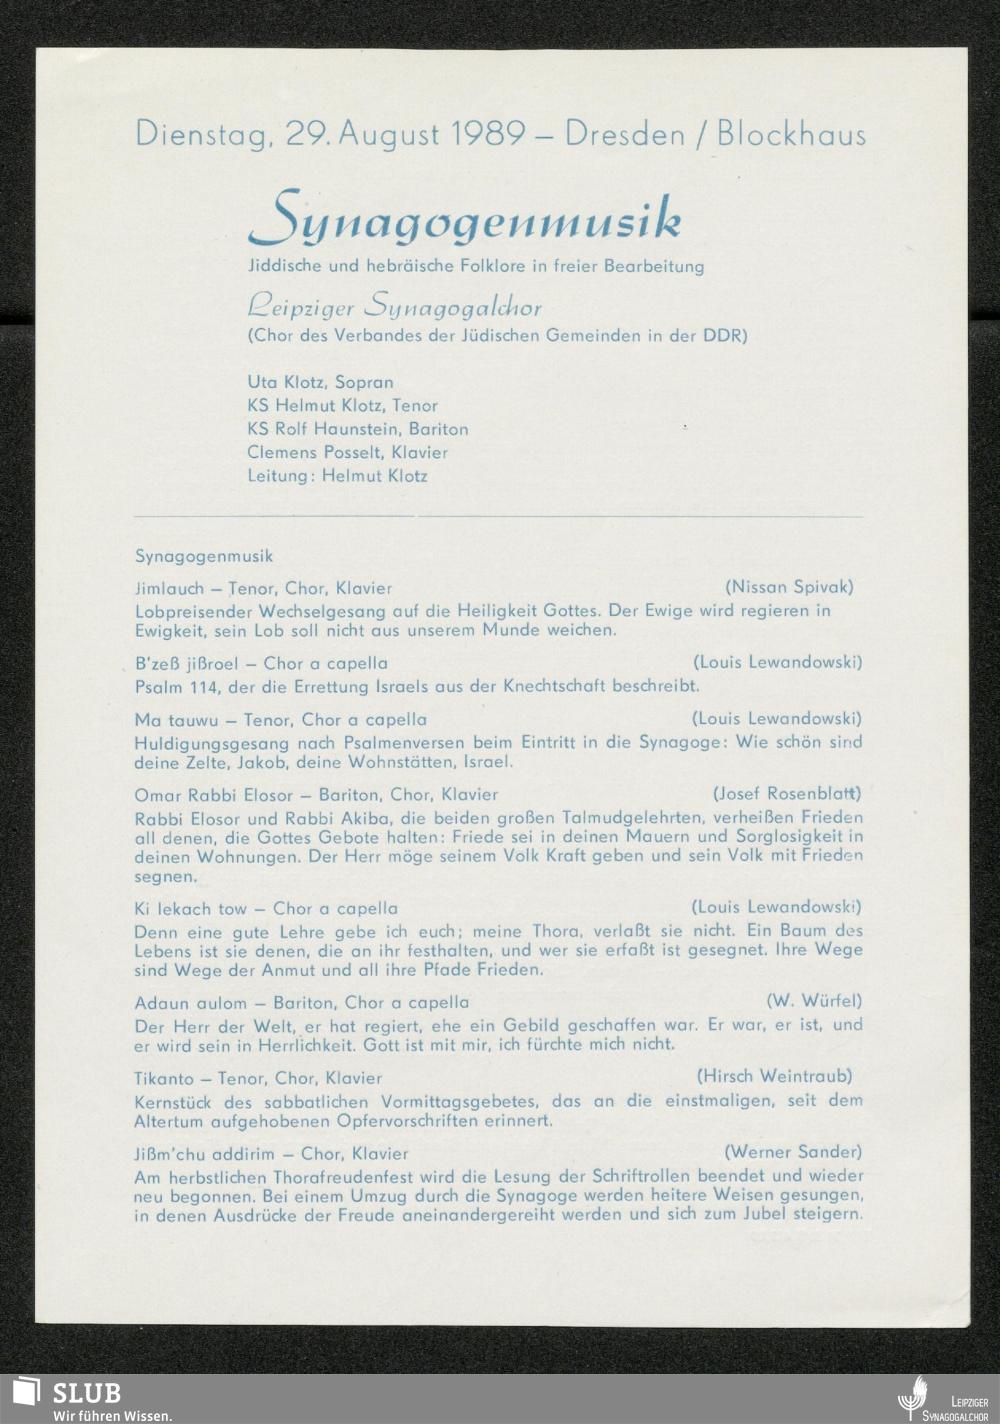 Dienstag, 29. August 1989 – Dresden / Blockhaus
Synagogenmusik
Jiddische und hebräische Folklore in freier Bearbeitung
Leipziger Synagogalchor
(Chor des Verbandes der Jüdischen Gemeinden in der DDR)
Uta Klotz, Sopran
KS Helmut Klotz, Tenor
KS Rolf Haunstein, Bariton
Clemens Posselt, Klavier
Leitung: Helmut Klotz
Synagogenmusik
Jimlauch – Tenor, Chor, Klavier (Nissan Spivak)
Lobpreisender Wechselgesang auf die Heiligkeit Gottes. Der Ewige wird regieren in
Ewigkeit, sein Lob soll nicht aus unserem Munde weichen.
B'zeß jißroel – Chor a capella (Louis Lewandowski)
Psalm 114, der die Errettung Israels aus der Knechtschaft beschreibt.
Ma tauwu – Tenor, Chor a capella (Louis Lewandowski)
Huldigungsgesang nach Psalmenversen beim Eintritt in die Synagoge: Wie schön sind
deine Zelte, Jakob, deine Wohnstätten, Israel.
Omar Rabbi Elosor – Bariton, Chor, Klavier (Josef Rosenblatt)
Rabbi Elosor und Rabbi Akiba, die beiden großen Talmudgelehrten, verheißen Frieden
all denen, die Gottes Gebote halten: Friede sei in deinen Mauern und Sorglosigkeit in
deinen Wohnungen. Der Herr möge seinem Volk Kraft geben und sein Volk mit Frieden
segnen.
Ki lekach tow – Chor a capella (Louis Lewandowski)
Denn eine gute Lehre gebe ich euch; meine Thora, verlaßt sie nicht. Ein Baum des
Lebens ist sie denen, die an ihr festhalten, und wer sie erfaßt ist gesegnet. Ihre Wege
sind Wege der Anmut und all ihre Pfade Frieden.
Adaun aulom – Bariton, Chor a capella (W. Würfel)
Der Herr der Welt, er hat regiert, ehe ein Gebild geschaffen war. Er war, er ist, und
er wird sein in Herrlichkeit. Gott ist mit mir, ich fürchte mich nicht.
Tikanto – Tenor, Chor, Klavier (Hirsch Weintraub)
Kernstück des sabbatlichen Vormittagsgebetes, das an die einstmaligen, seit dem
Altertum aufgehobenen Opfervorschriften erinnert.
Jißm'chu addirim – Chor, Klavier (Werner Sander)
Am herbstlichen Thorafreudenfest wird die Lesung der Schriftrollen beendet und wieder
neu begonnen. Bei einem Umzug durch die Synagoge werden heitere Weisen gesungen,
in denen Ausdrücke der Freude aneinandergereiht werden und sich zum Jubel steigern.
SLUB
Wir führen Wissen.
LEIPZIGER
SYNAGOGALCHOR